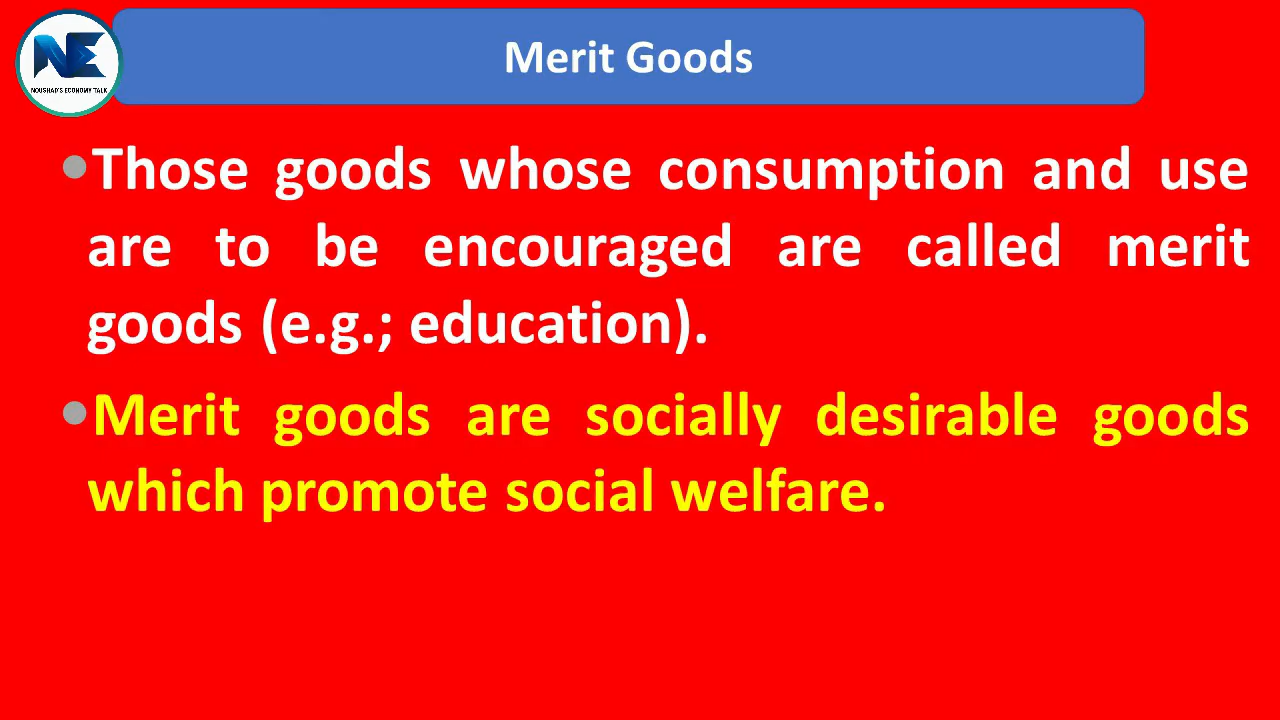 NE
NOUSHAD'S ECONOMY TALK
Merit Goods
•Those goods whose consumption and use
are to be encouraged are called merit
goods (e.g.; education).
•Merit goods are socially desirable goods
which promote social welfare.